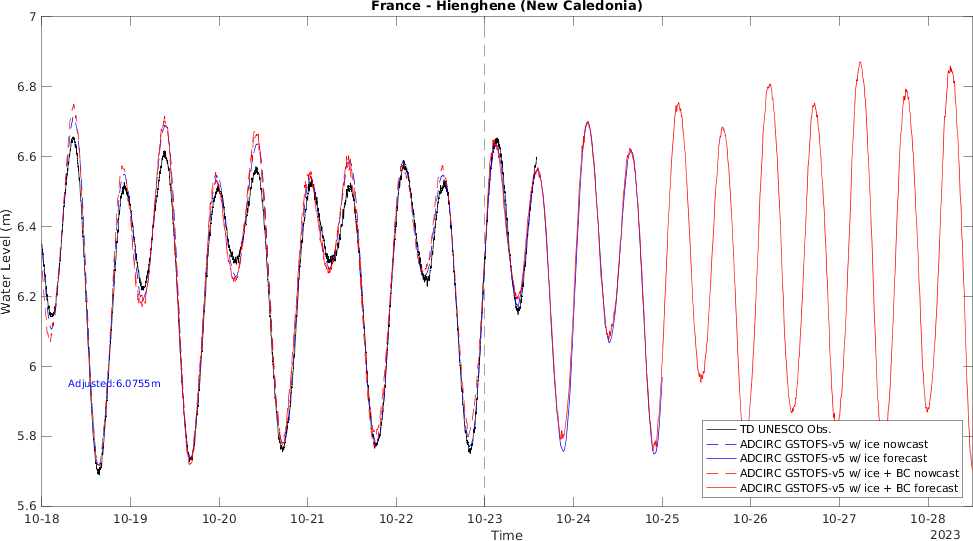 France - Hienghene (New Caledonia)
7
6.8
6.6
6.4
6.2
6
5.8
5.6
Water Level (m)
Adjusted:6.0755m
TD UNESCO Obs.
ADCIRC GSTOFS-v5 w/ ice nowcast
ADCIRC GSTOFS-v5 w/ ice forecast
ADCIRC GSTOFS-v5 w/ ice + BC nowcast
ADCIRC GSTOFS-v5 w/ ice + BC forecast
10-18 10-19 10-20 10-21 10-22 10-23 10-24 10-25 10-26 10-27 10-28
2023
Time